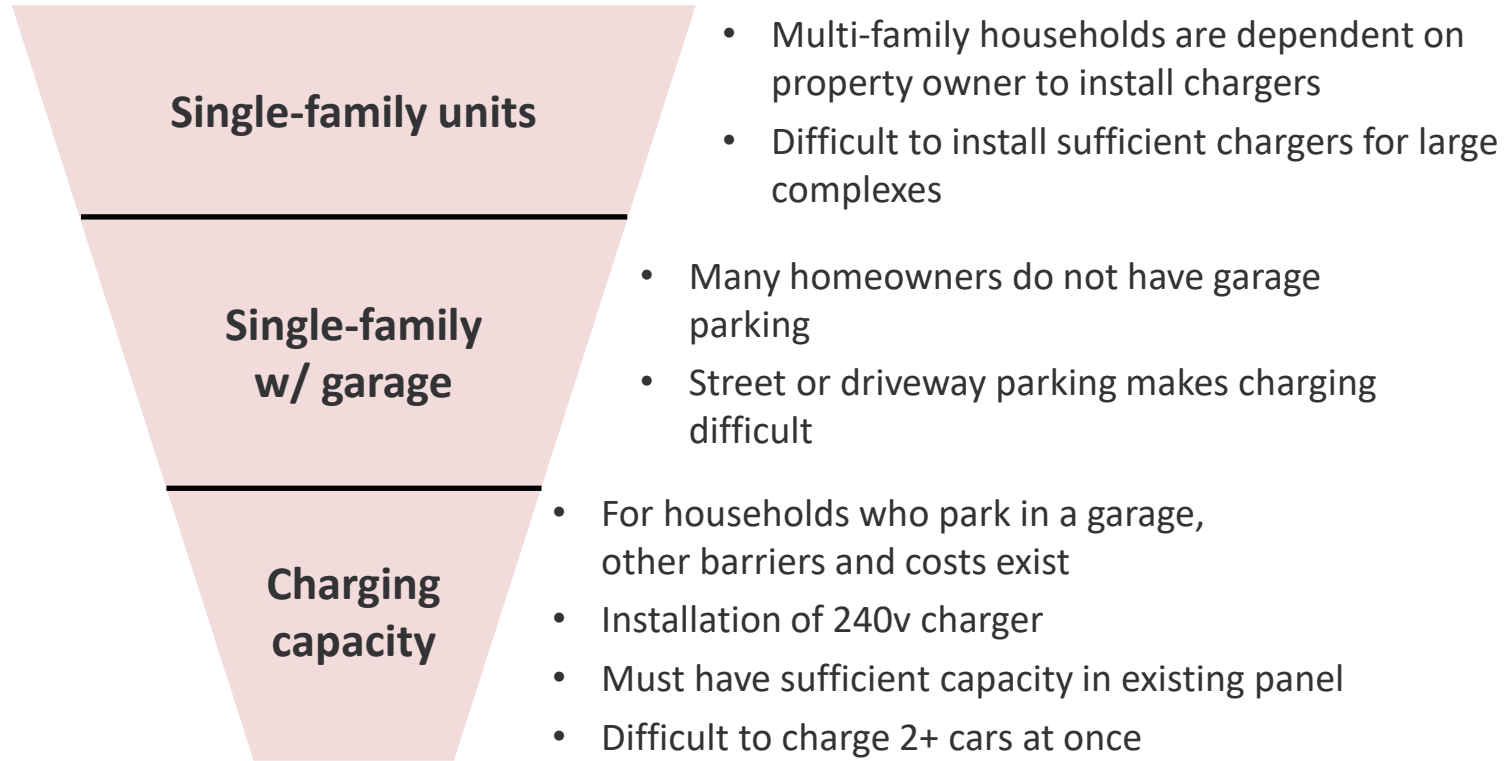 Single-family units
• Multi-family households are dependent on
property owner to install chargers
• Difficult to install sufficient chargers for large
complexes
Single-family
w/ garage
• Many homeowners do not have garage
parking
• Street or driveway parking makes charging
difficult
Charging
capacity
• For households who park in a garage,
other barriers and costs exist
• Installation of 240v charger
• Must have sufficient capacity in existing panel
• Difficult to charge 2+ cars at once